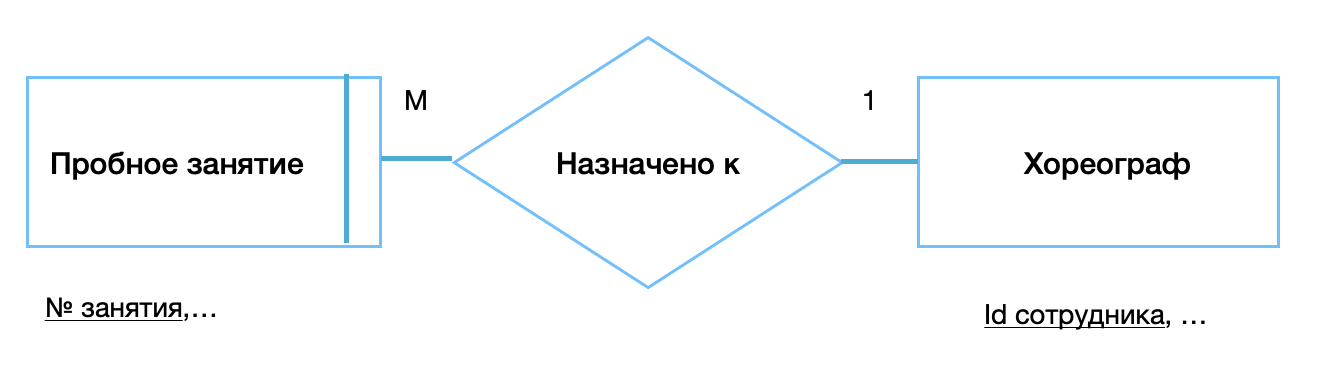 М
1
Пробное занятие
Назначено к
Хореограф
№ занятия,...
Id сотрудника, ...